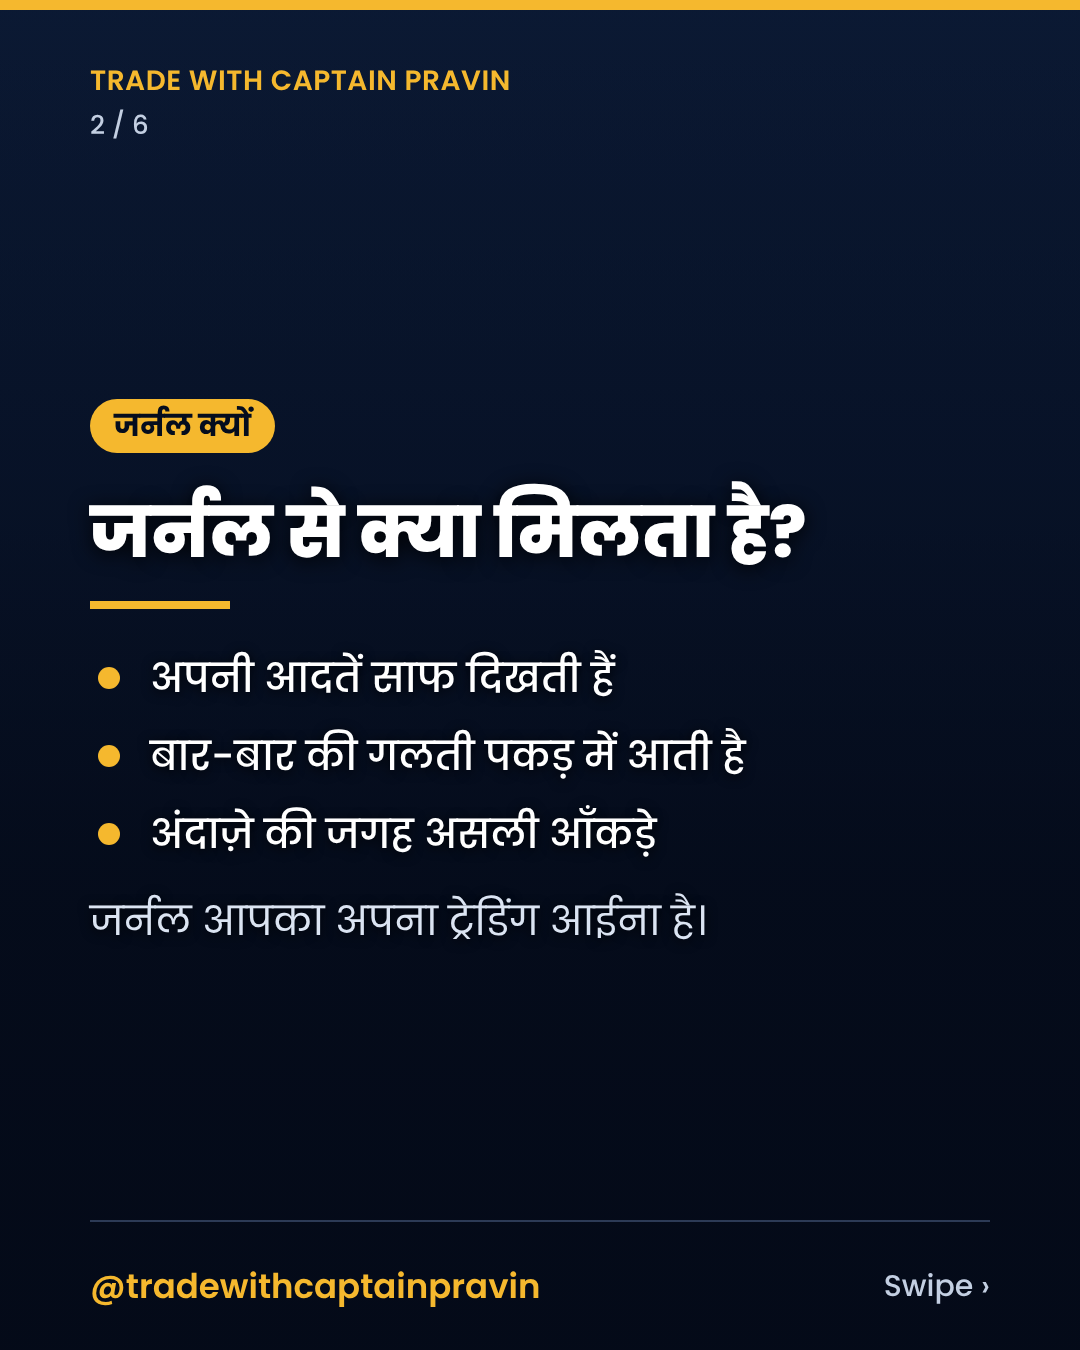 TRADE WITH CAPTAIN PRAVIN
2 / 6
जर्नल क्यों
जर्नल से क्या मिलता है?
अपनी आदतें साफ दिखती हैं
बार-बार की गलती पकड़ में आती है
अंदाज़े की जगह असली आँकड़े
जर्नल आपका अपना ट्रेडिंग आईना है।
@tradewithcaptainpravin
Swipe ›